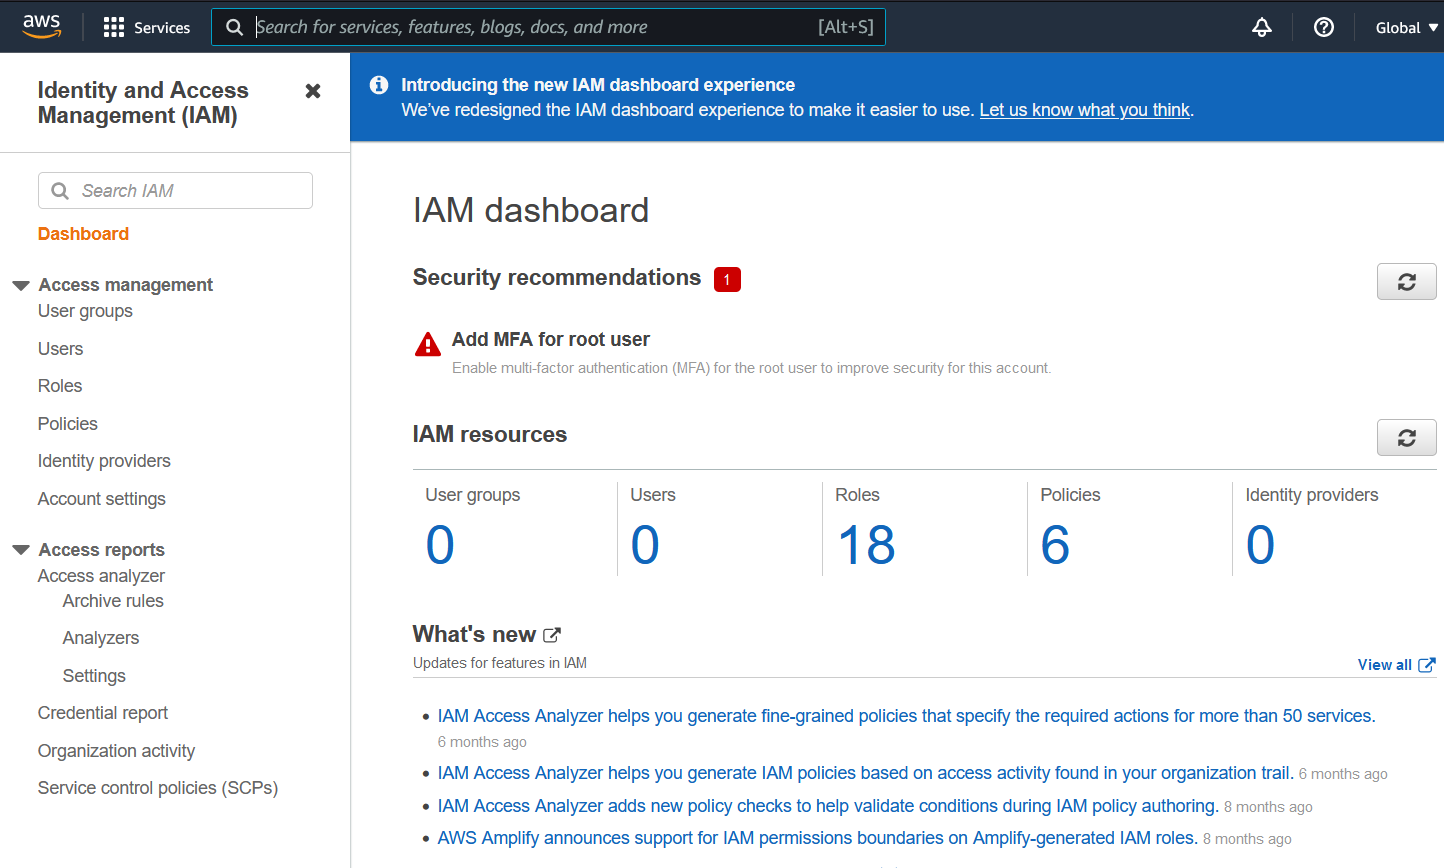 aws
Services
Search for services, features, blogs, docs, and more
[Alt+S]
Global
Identity and Access
Management (IAM)
Search IAM
Dashboard
Access management
User groups
Users
Roles
Policies
Identity providers
Account settings
Access reports
Access analyzer
Archive rules
Analyzers
Settings
Credential report
Organization activity
Service control policies (SCPs)
Introducing the new IAM dashboard experience
We've redesigned the IAM dashboard experience to make it easier to use. Let us know what you think.
IAM dashboard
Security recommendations 1
Add MFA for root user
Enable multi-factor authentication (MFA) for the root user to improve security for this account.
IAM resources
User groups
0
Users
0
Roles
18
Policies
6
Identity providers
0
What's new
Updates for features in IAM
View all
IAM Access Analyzer helps you generate fine-grained policies that specify the required actions for more than 50 services.
6 months ago
IAM Access Analyzer helps you generate IAM policies based on access activity found in your organization trail. 6 months ago
IAM Access Analyzer adds new policy checks to help validate conditions during IAM policy authoring. 8 months ago
AWS Amplify announces support for IAM permissions boundaries on Amplify-generated IAM roles. 8 months ago